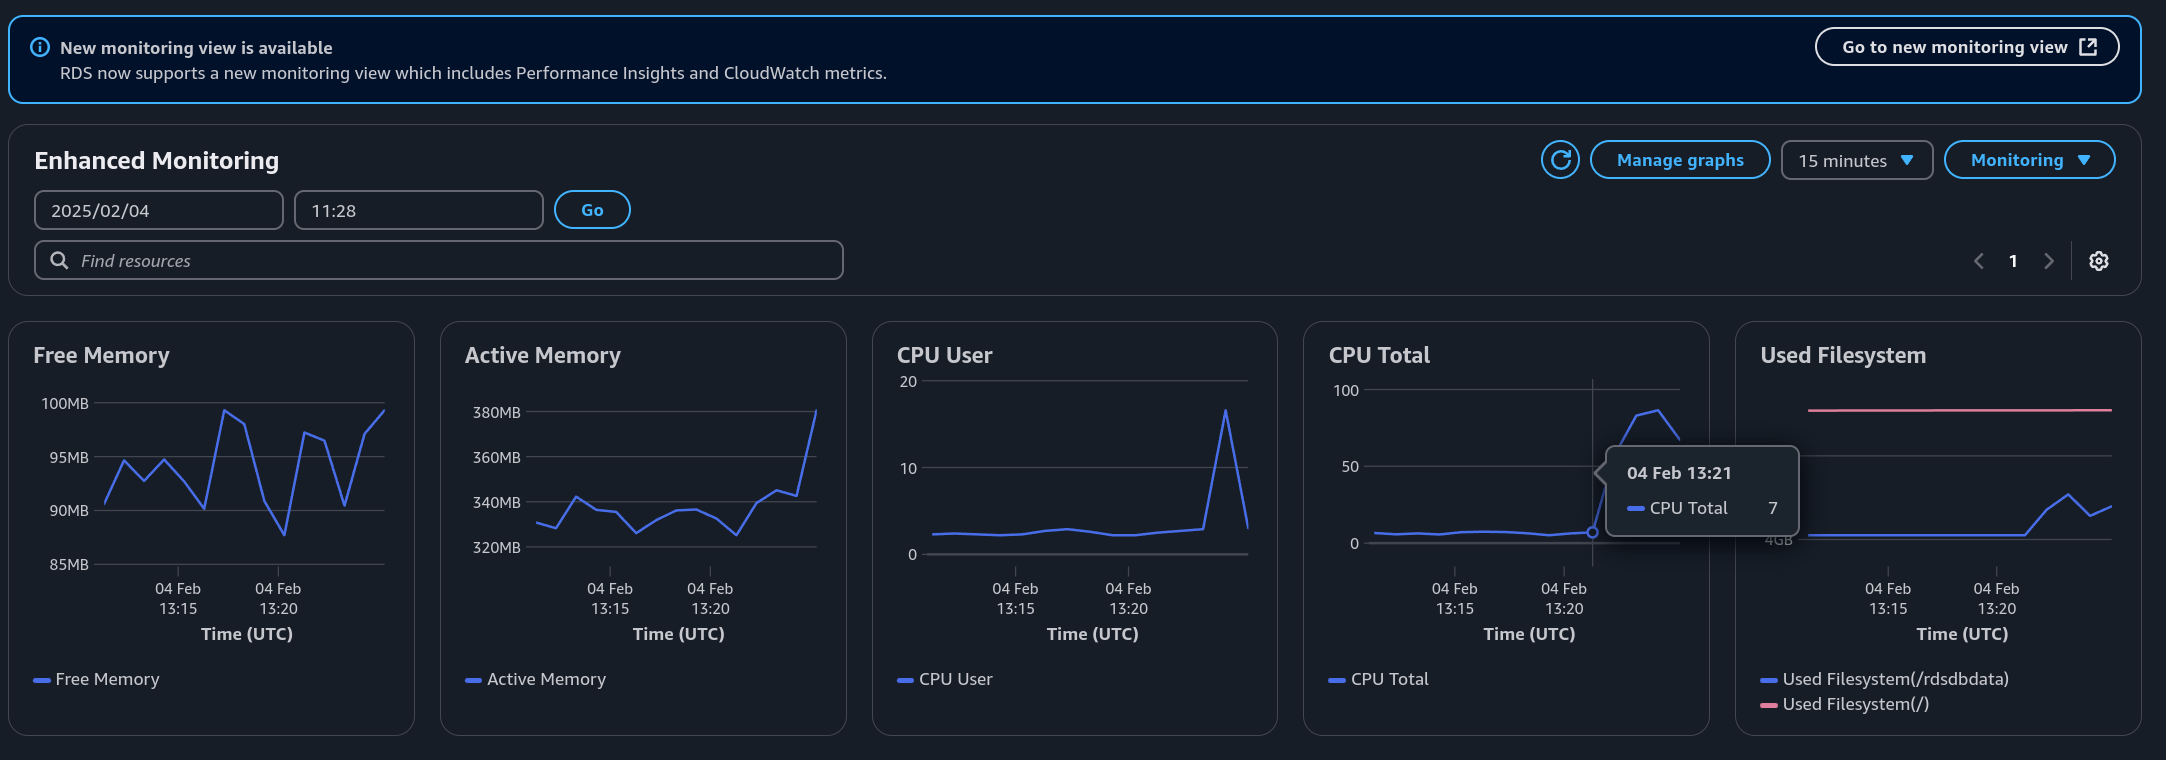 New monitoring view is available
RDS now supports a new monitoring view which includes Performance Insights and CloudWatch metrics.
Go to new monitoring view
Enhanced Monitoring
Manage graphs
15 minutes
Monitoring
2025/02/04
11:28
Go
Find resources
1
Free Memory
100MB
95MB
90MB
85MB
04 Feb
13:15
04 Feb
13:20
Time (UTC)
Free Memory
Active Memory
380MB
360MB
340MB
320MB
04 Feb
13:15
04 Feb
13:20
Time (UTC)
Active Memory
CPU User
20
10
0
04 Feb
13:15
04 Feb
13:20
Time (UTC)
CPU User
CPU Total
100
50
0
04 Feb 13:21
CPU Total 7
04 Feb
13:15
04 Feb
13:20
Time (UTC)
CPU Total
Used Filesystem
4GB
04 Feb
13:15
04 Feb
13:20
Time (UTC)
Used Filesystem(/rdsdbdata)
Used Filesystem(/)